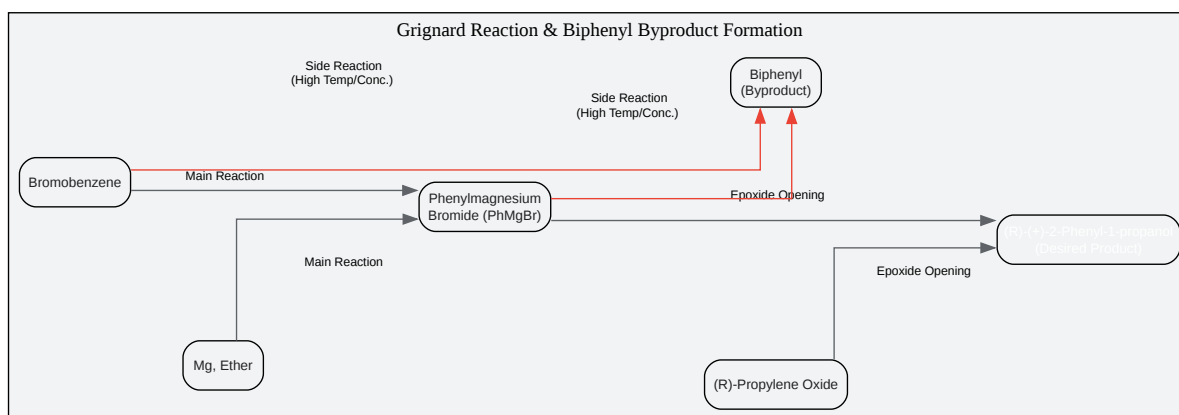 Grignard Reaction & Biphenyl Byproduct Formation
Side Reaction
(High Temp/Conc.)
Biphenyl
(Byproduct)
Side Reaction
(High Temp/Conc.)
Bromobenzene
Main Reaction
Phenylmagnesium
Bromide (PhMgBr)
Epoxide Opening
(R)-(+)-2-Phenyl-1-propanol
(Desired Product)
Main Reaction
Epoxide Opening
Mg, Ether
(R)-Propylene Oxide